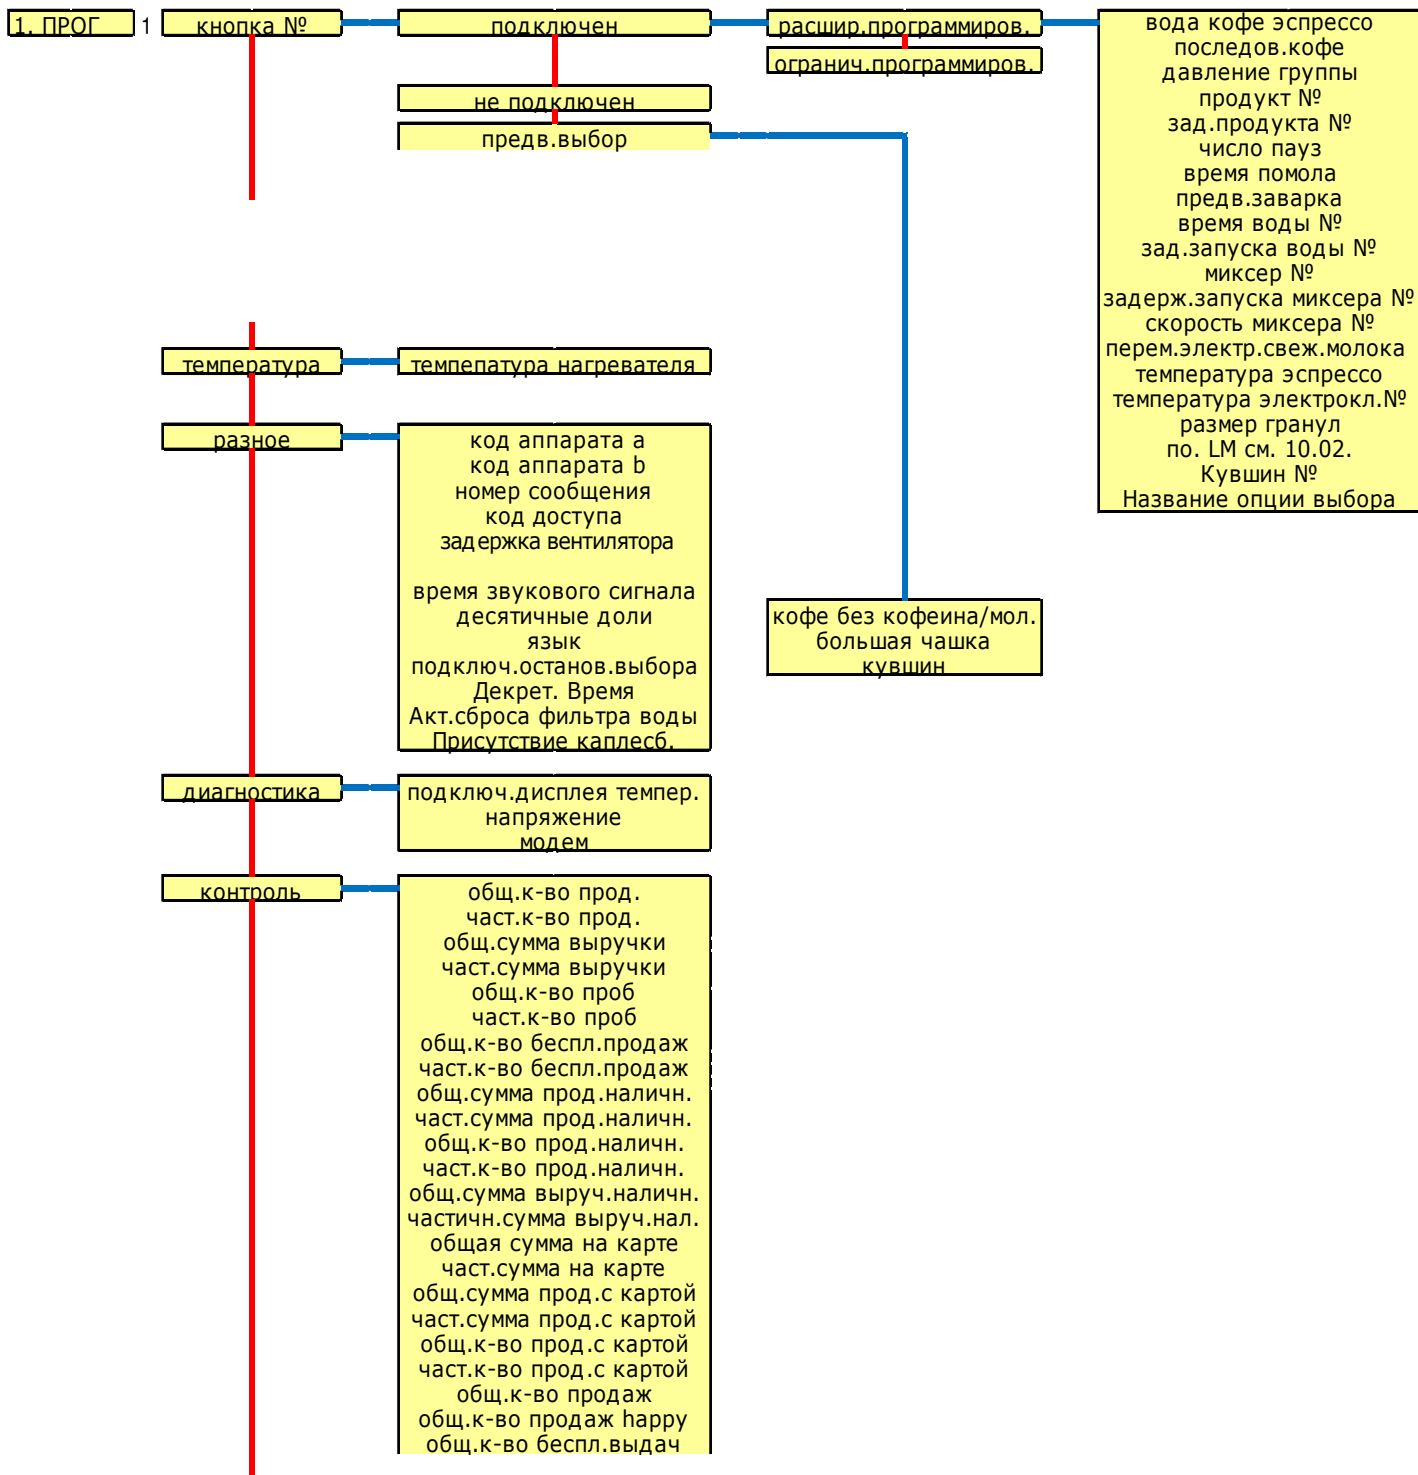 1. ПРОГ
1
кнопка №
подключен
расшир.программиров.
огранич.программиров.
не подключен
предв.выбор
вода кофе эспрессо
последов.кофе
давление группы
продукт №
зад.продукта №
число пауз
время помола
предв.заварка
время воды №
зад.запуска воды №
миксер №
задерж.запуска миксера №
скорость миксера №
перем.электр.свеж.молока
температура эспрессо
температура электрокл.№
размер гранул
по. LM см. 10.02.
Кувшин №
Название опции выбора
температура
темпепатура нагревателя
разное
код аппарата a
код аппарата b
номер сообщения
код доступа
задержка вентилятора
время звукового сигнала
десятичные доли
язык
подключ.останов.выбора
Декрет. Время
Акт.сброса фильтра воды
Присутствие каплесб.
кофе без кофеина/мол.
большая чашка
кувшин
диагностика
подключ.дисплея темпер.
напряжение
модем
контроль
общ.к-во прод.
част.к-во прод.
общ.сумма выручки
част.сумма выручки
общ.к-во проб
част.к-во проб
общ.к-во беспл.продаж
част.к-во беспл.продаж
общ.сумма прод.наличн.
част.сумма прод.наличн.
общ.к-во прод.наличн.
част.к-во прод.наличн.
общ.сумма выруч.наличн.
частичн.сумма выруч.нал.
общая сумма на карте
част.сумма на карте
общ.сумма прод.с картой
част.сумма прод.с картой
общ.к-во прод.с картой
част.к-во прод.с картой
общ.к-во продаж
общ.к-во продаж happy
общ.к-во беспл.выдач